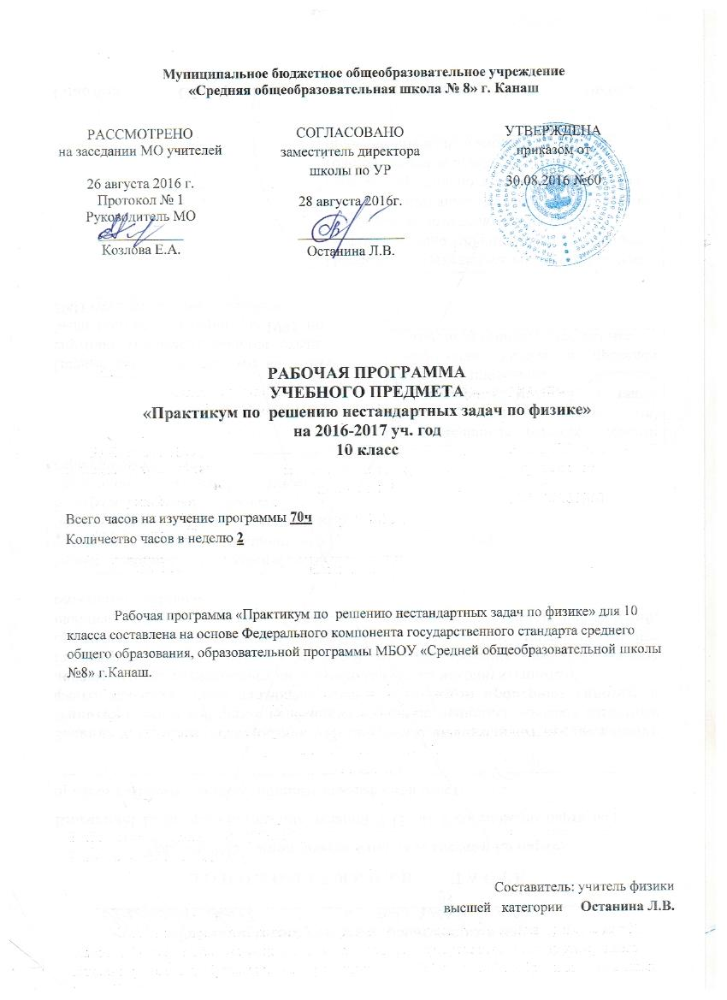 Муниципальное бюджетное общеобразовательное учреждение
«Средняя общеобразовательная школа № 8» г. Канаш
РАССМОТРЕНО
на заседании МО учителей
26 августа 2016 г.
Протокол № 1
Руководитель МО
Козлова Е.А.
СОГЛАСОВАНО
заместитель директора
школы по УР
28 августа 2016г.
Останина Л.В.
УТВЕРЖДЕНА
приказом от
30.08.2016 №60
РАБОЧАЯ ПРОГРАММА
УЧЕБНОГО ПРЕДМЕТА
«Практикум по решению нестандартных задач по физике»
на 2016-2017 уч. год
10 класс
Всего часов на изучение программы 70ч
Количество часов в неделю 2
Рабочая программа «Практикум по решению нестандартных задач по физике» для 10
класса составлена на основе Федерального компонента государственного стандарта среднего
общего образования, образовательной программы МБОУ «Средней общеобразовательной школы
№8» г.Канаш.
Составитель: учитель физики
высшей категории Останина Л.В.